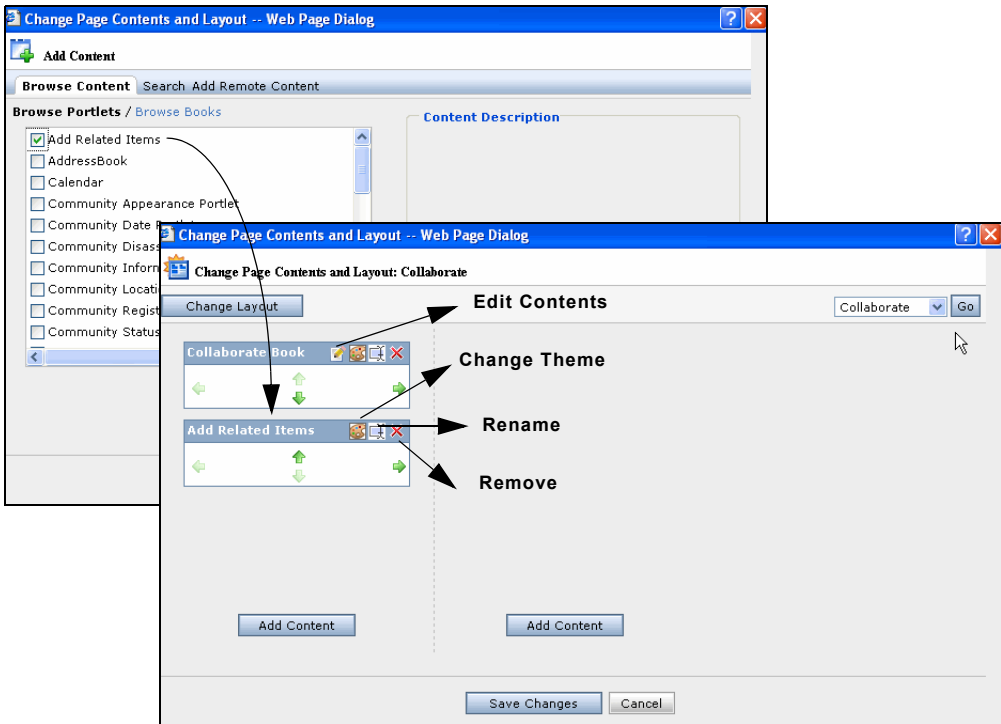 Change Page Contents and Layout -- Web Page Dialog
Add Content
Browse Content Search Add Remote Content
Browse Portlets / Browse Books
Content Description
Add Related Items
AddressBook
Calendar
Community Appearance Portlet
Community Date
Community Disass
Community Inform
Community Locati
Community Regist
Community Status
Change Page Contents and Layout -- Web Page Dialog
Change Page Contents and Layout: Collaborate
Change Layout
Edit Contents
Collaborate
Go
Collaborate Book
Change Theme
Add Related Items
Rename
Remove
Add Content
Add Content
Save Changes
Cancel